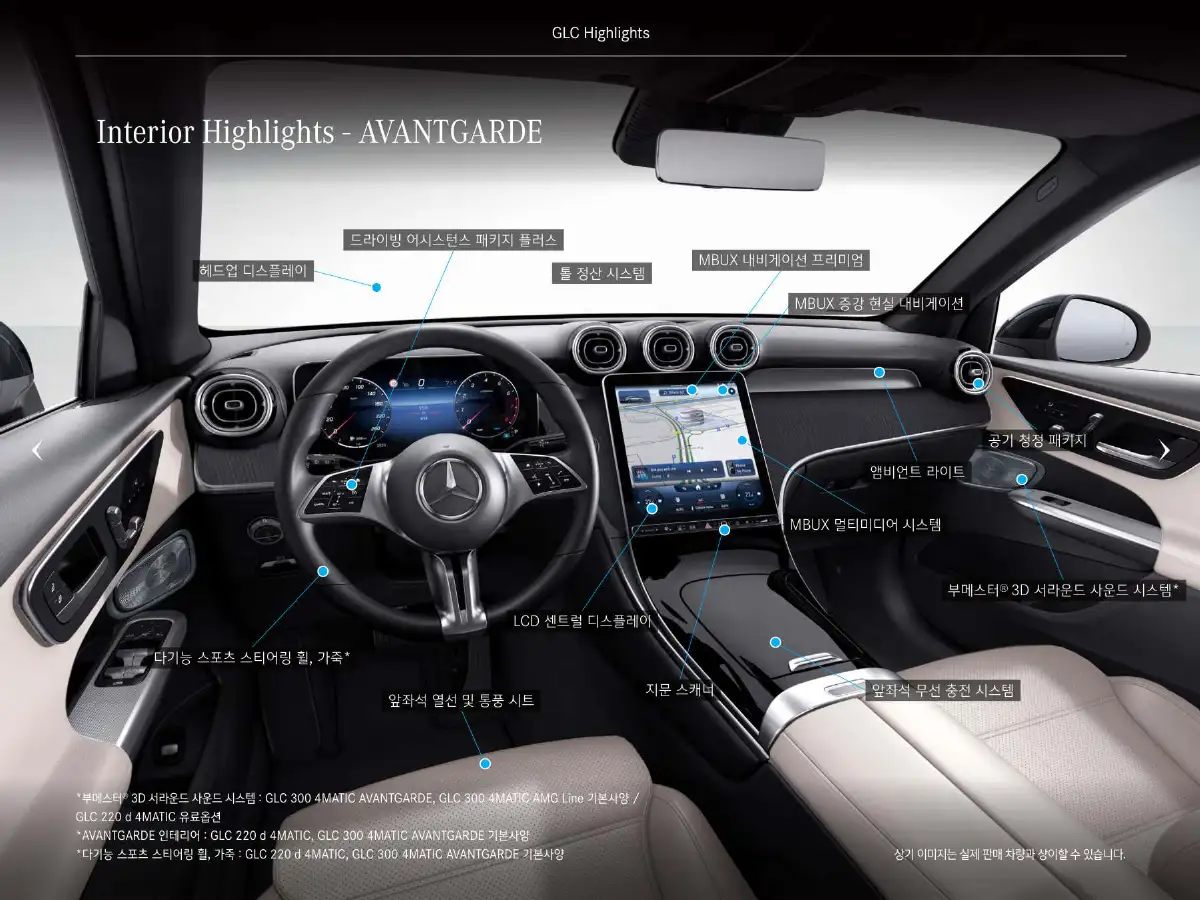 GLC Highlights
Interior Highlights - AVANTGARDE
드라이빙 어시스턴스 패키지 플러스
헤드업 디스플레이
톨 정산 시스템
MBUX 내비게이션 프리미엄
MBUX 증강 현실 내비게이션
공기 청정 패키지
앰비언트 라이트
MBUX 멀티미디어 시스템
부메스터® 3D 서라운드 사운드 시스템*
LCD 센트럴 디스플레이
다기능 스포츠 스티어링 휠, 가죽*
지문 스캐너
앞좌석 무선 충전 시스템
앞좌석 열선 및 통풍 시트
*부메스터® 3D 서라운드 사운드 시스템 : GLC 300 4MATIC AVANTGARDE, GLC 300 4MATIC AMG Line 기본사양 /
GLC 220 d 4MATIC 유료옵션
*AVANTGARDE 인테리어 : GLC 220 d 4MATIC, GLC 300 4MATIC AVANTGARDE 기본사양
*다기능 스포츠 스티어링 휠, 가죽 : GLC 220 d 4MATIC, GLC 300 4MATIC AVANTGARDE 기본사양
상기 이미지는 실제 판매 차량과 상이할 수 있습니다.